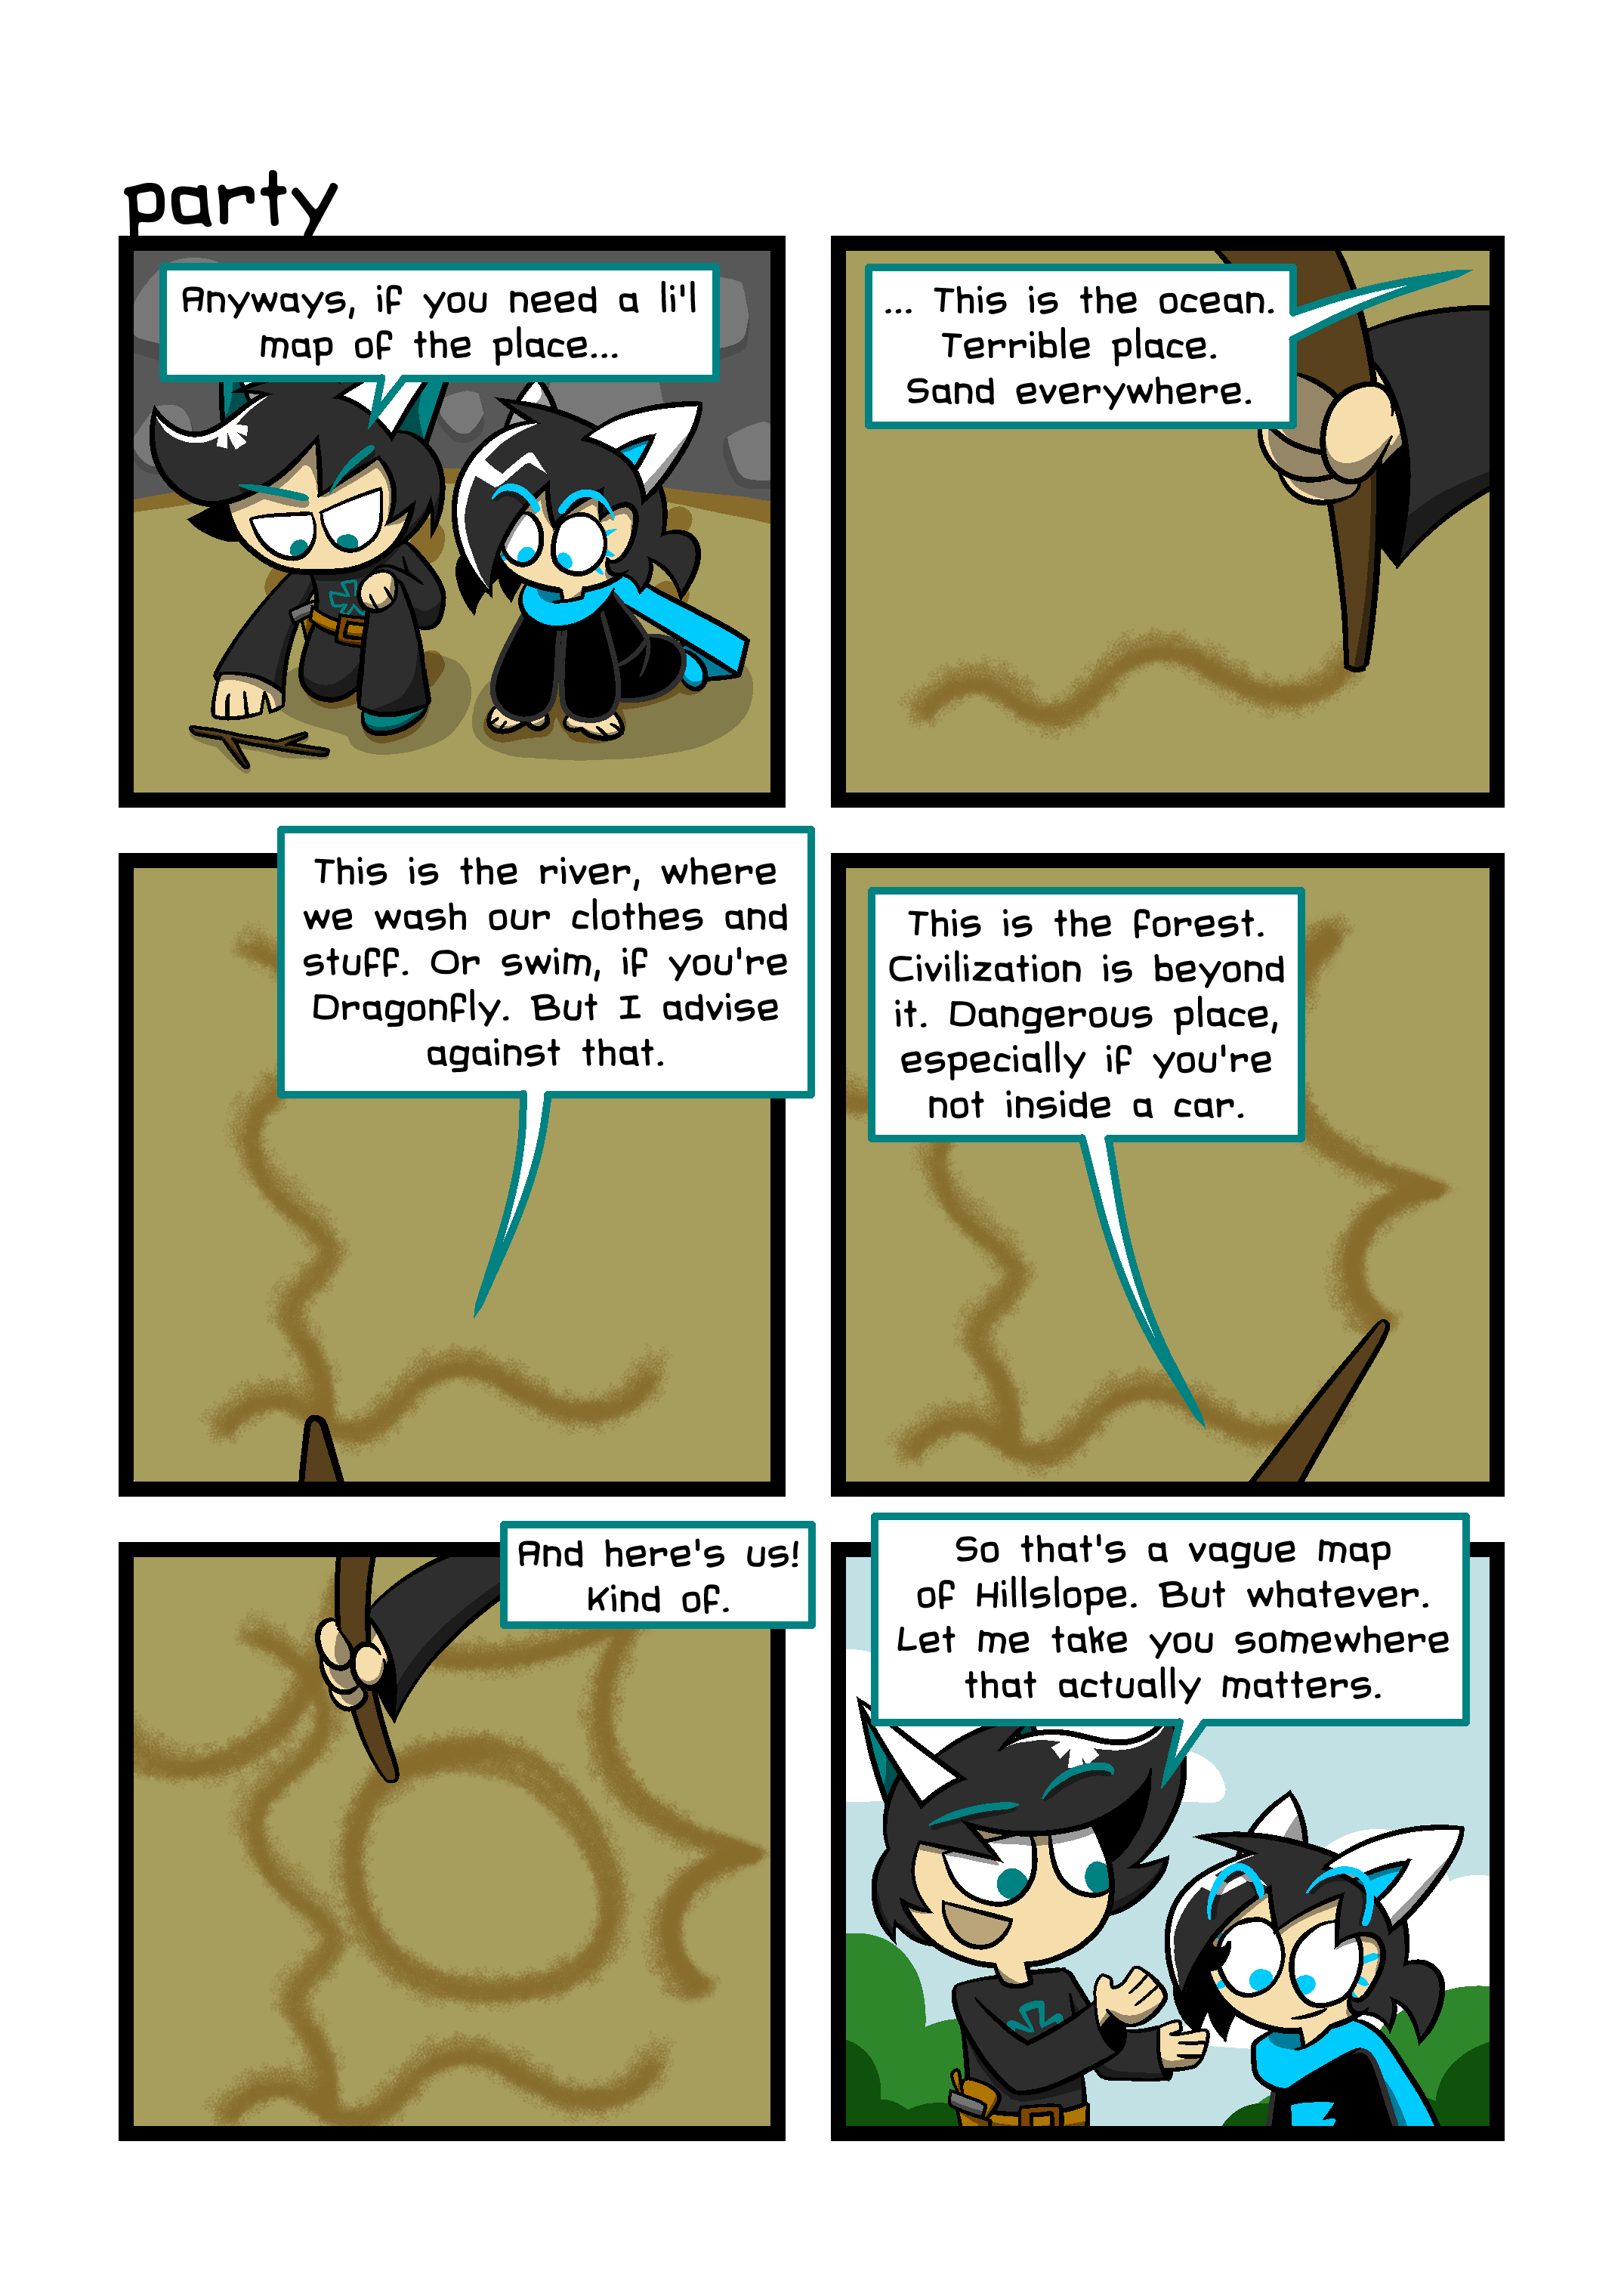 party
Anyways, if you need a li'l
map of the place...
... This is the ocean.
Terrible place.
Sand everywhere.
This is the river, where
we wash our clothes and
stuff. Or swim, if you're
Dragonfly. But I advise
against that.
This is the forest.
Civilization is beyond
it. Dangerous place,
especially if you're
not inside a car.
And here's us!
Kind of.
So that's a vague map
of Hillslope. But whatever.
Let me take you somewhere
that actually matters.